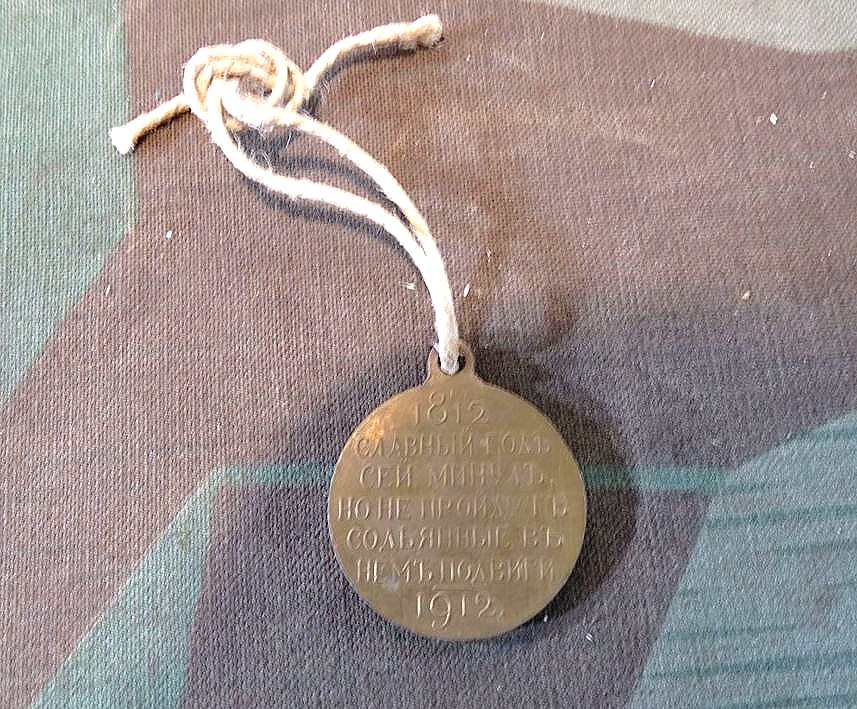 1812
СЛАВНЫЙ ГОДЪ
СЕЙ МИНУЛЪ,
НО НЕ ПРОЙДУТЪ
СОДѢЯННЫЕ ВЪ
НЕМЪ ПОДВИГИ
1912